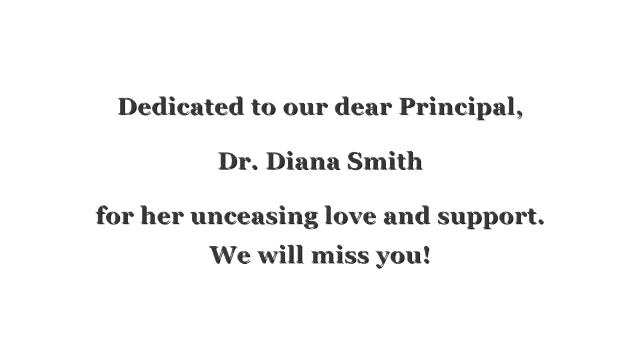 Dedicated to our dear Principal,
Dr. Diana Smith
for her unceasing love and support.
We will miss you!